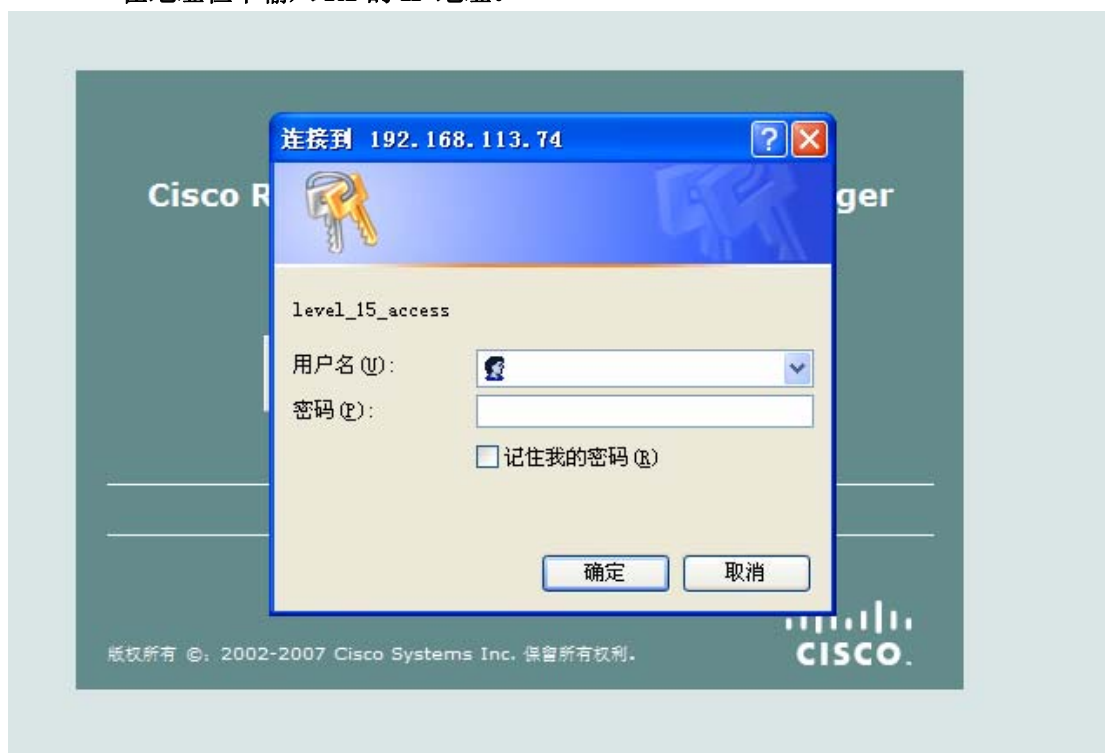 连接到 192.168.113.74
Cisco R
ger
level_15_access
用户名(U):
密码(P):
记住我的密码(R)
确定
取消
版权所有 ©, 2002-2007 Cisco Systems Inc. 保留所有权利.
CISCO.